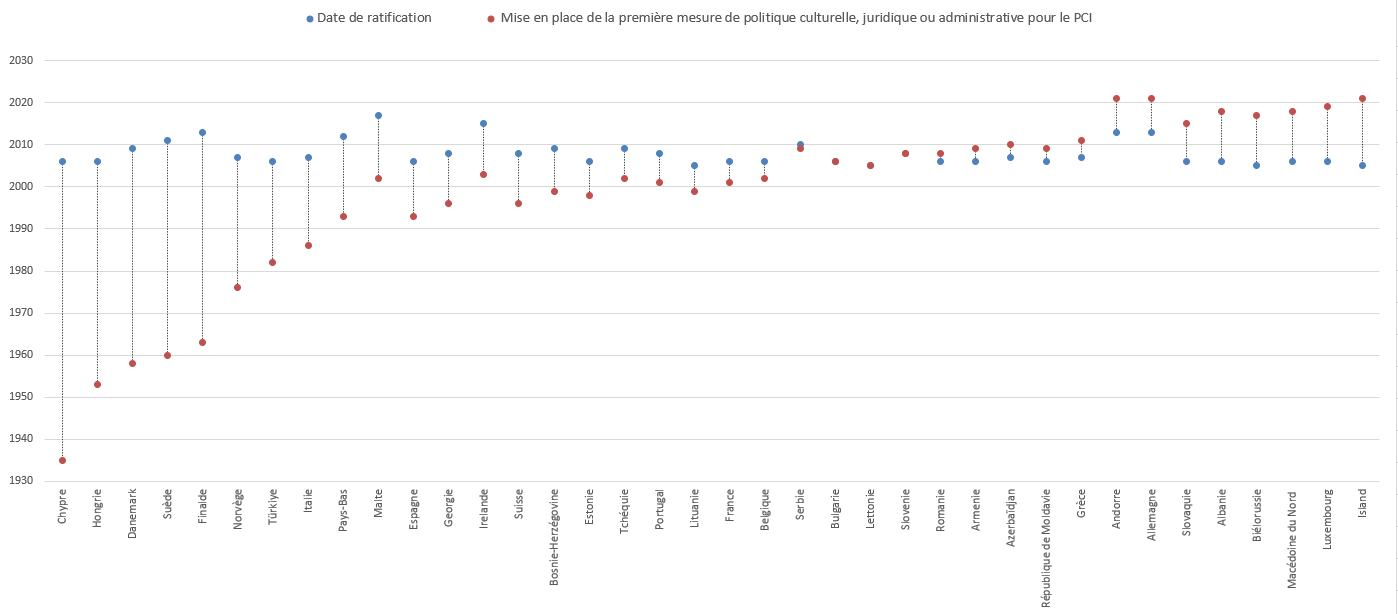 Date de ratification
Mise en place de la première mesure de politique culturelle, juridique ou administrative pour le PCI
2030
2020
2010
2000
1990
1980
1970
1960
1950
1940
1930
Chypre
Hongrie
Danemark
Suède
Finalde
Norvège
Türkiye
Italie
Pays-Bas
Malte
Espagne
Georgie
Irelande
Suisse
Bosnie-Herzégovine
Estonie
Tchéquie
Portugal
Lituanie
France
Belgique
Serbie
Bulgarie
Lettonie
Slovenie
Romanie
Armenie
Azerbaïdjan
République de Moldavie
Grèce
Andorre
Allemagne
Slovaquie
Albanie
Biélorussie
Macédoine du Nord
Luxembourg
Island